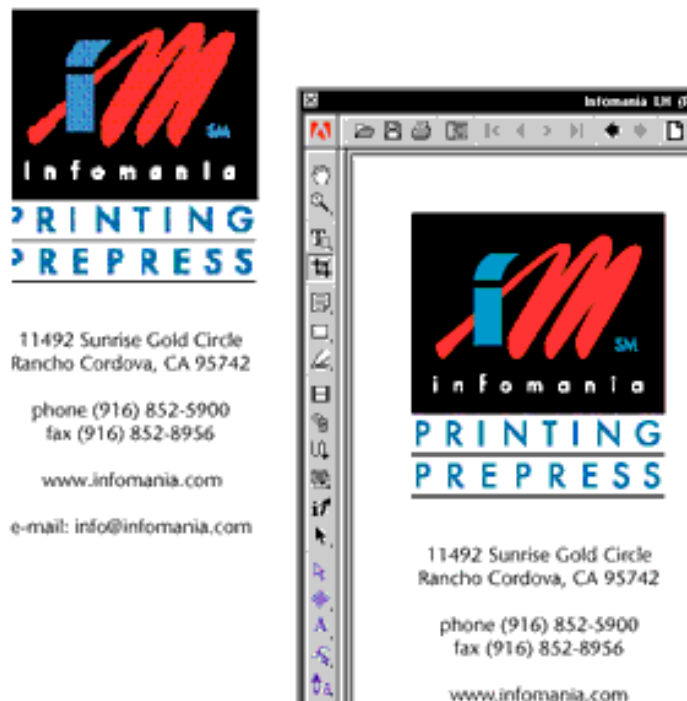 iM
SM
infomania
PRINTING
PREPRESS
11492 Sunrise Gold Circle
Rancho Cordova, CA 95742
phone (916) 852-5900
fax (916) 852-8956
www.infomania.com
e-mail: info@infomania.com
Infomania LH
iM
SM
infomania
PRINTING
PREPRESS
11492 Sunrise Gold Circle
Rancho Cordova, CA 95742
phone (916) 852-5900
fax (916) 852-8956
www.infomania.com